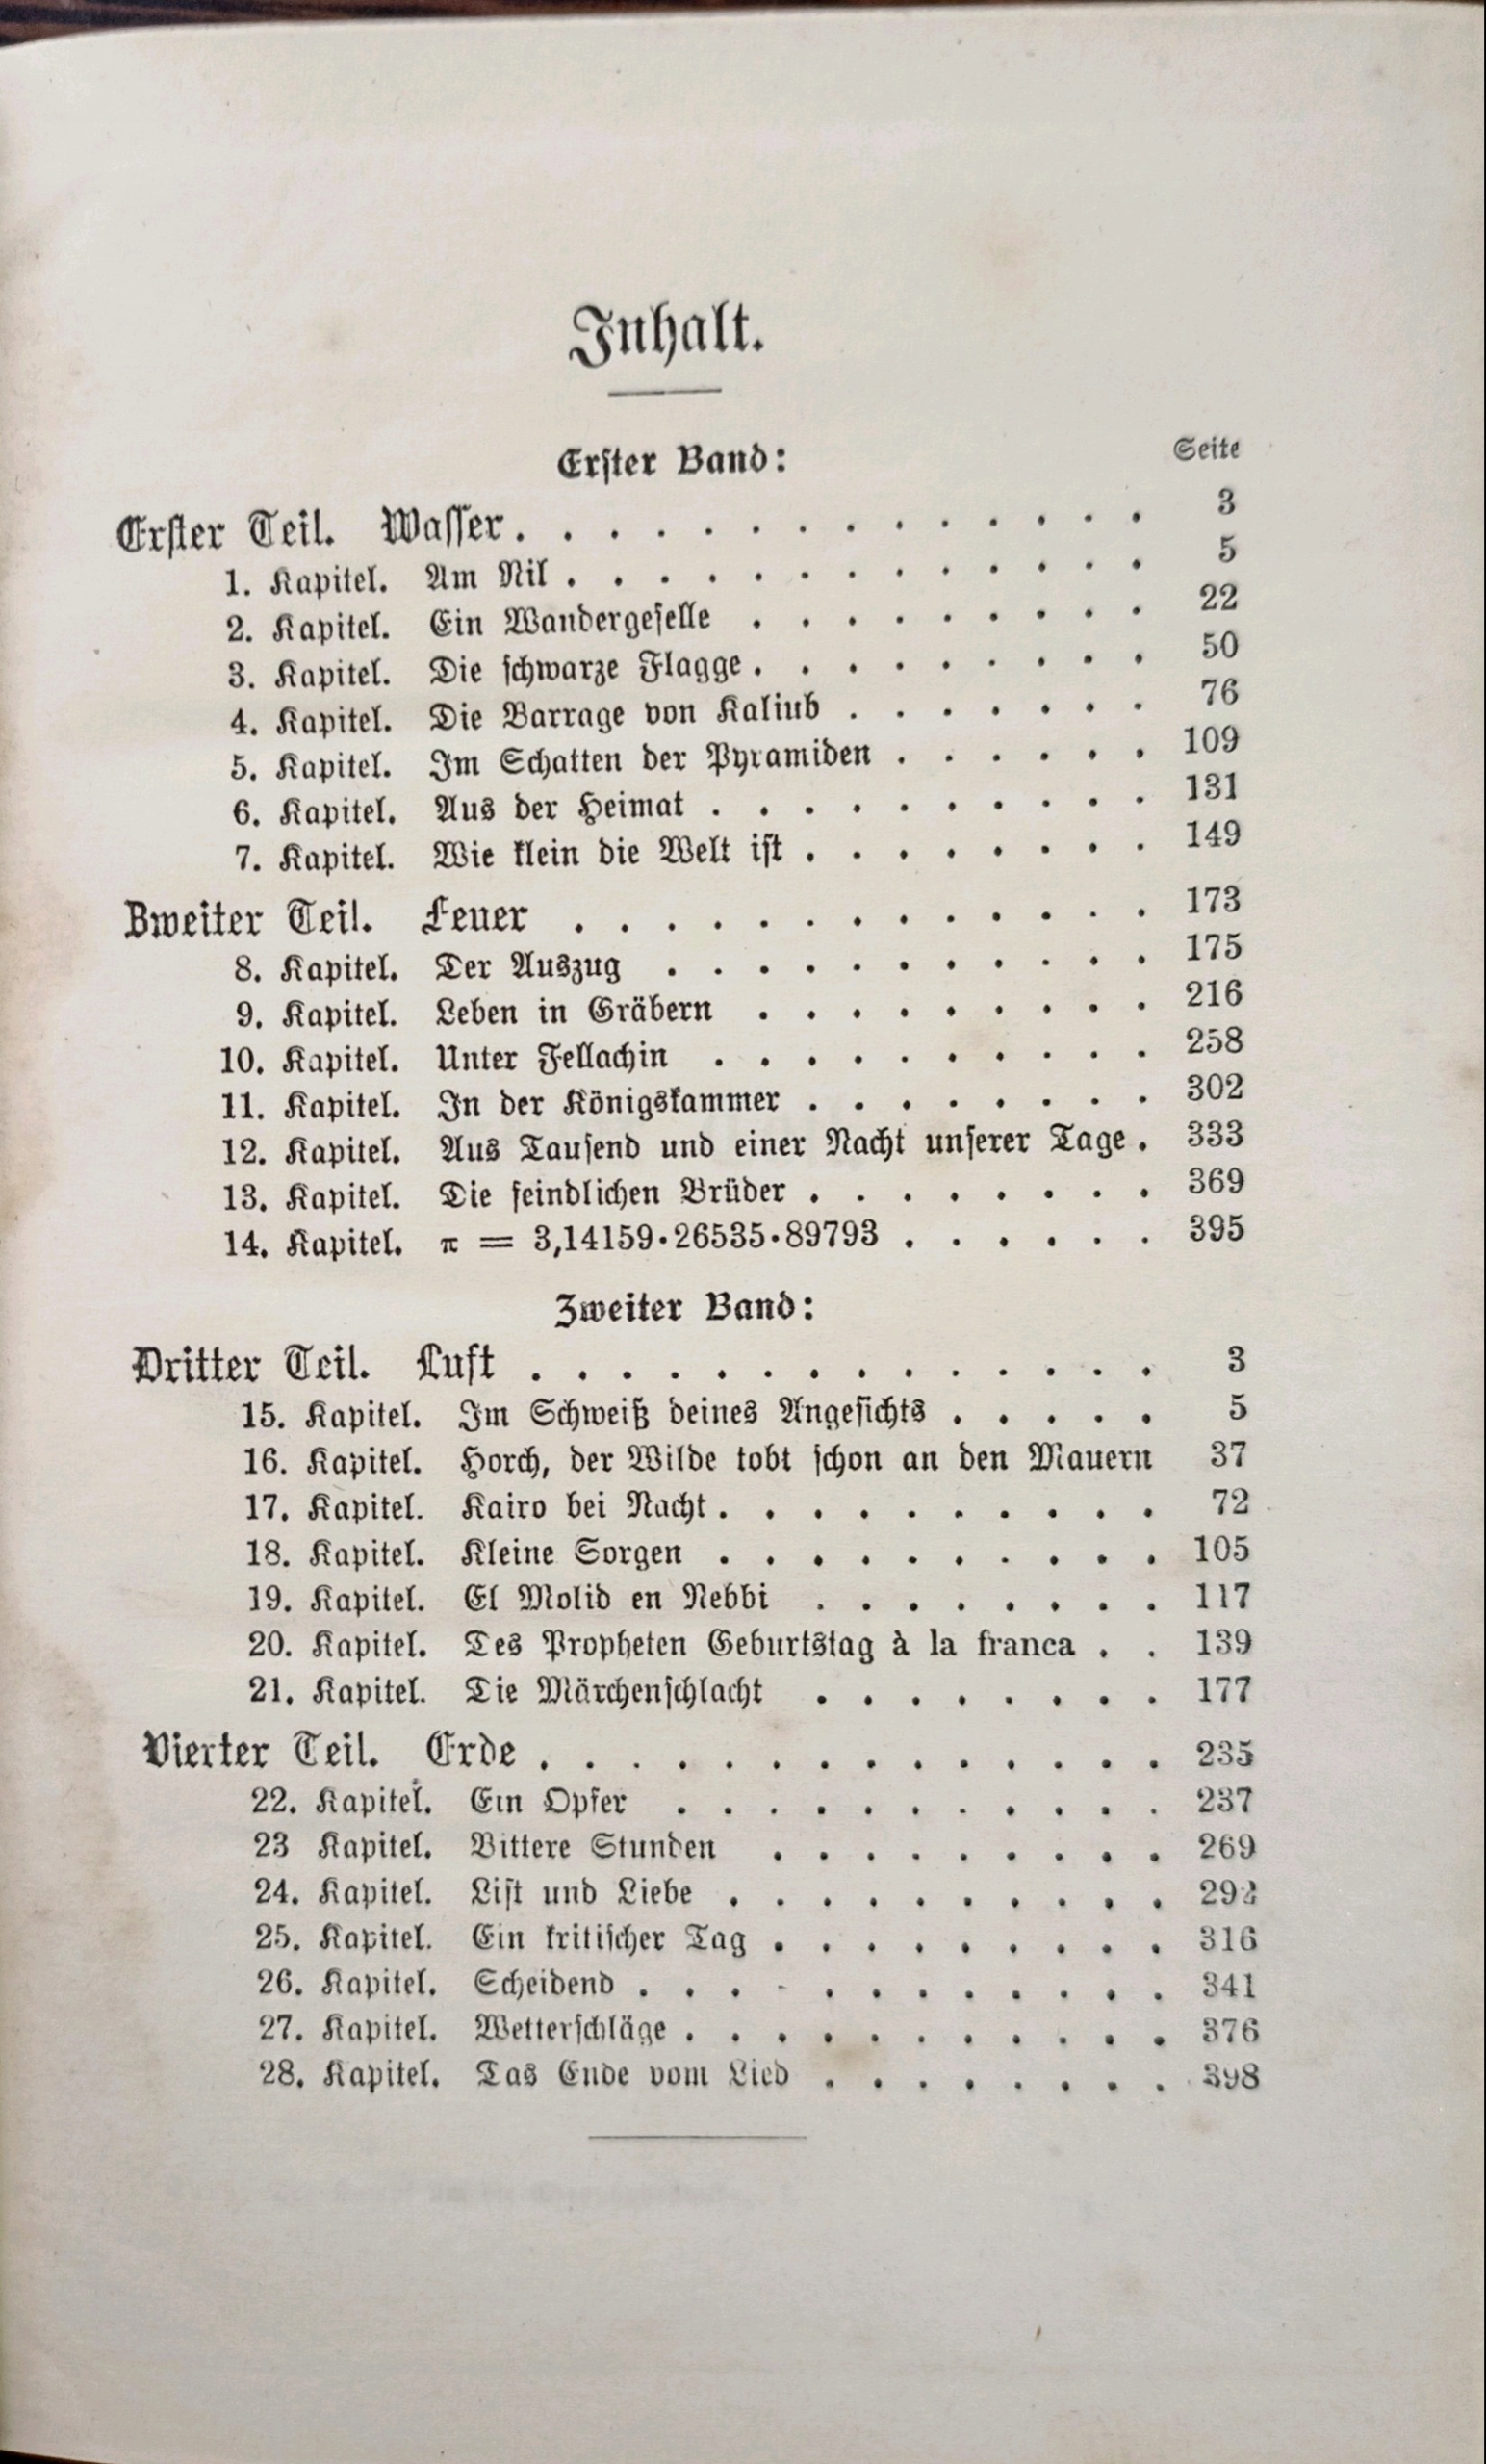 Inhalt.
Erster Band:
Seite
Erster Teil. Wasser . . . . . . . . . . . . . . 3
1. Kapitel. Am Nil . . . . . . . . . . . . . 5
2. Kapitel. Ein Wandergeselle . . . . . . . . . 22
3. Kapitel. Die schwarze Flagge . . . . . . . . . 50
4. Kapitel. Die Barrage von Kaliub . . . . . . . 76
5. Kapitel. Im Schatten der Pyramiden . . . . . . 109
6. Kapitel. Aus der Heimat . . . . . . . . . . 131
7. Kapitel. Wie klein die Welt ist . . . . . . . . 149
Zweiter Teil. Feuer . . . . . . . . . . . . . 173
8. Kapitel. Der Auszug . . . . . . . . . . . 175
9. Kapitel. Leben in Gräbern . . . . . . . . . 216
10. Kapitel. Unter Fellachin . . . . . . . . . . 258
11. Kapitel. In der Königskammer . . . . . . . . 302
12. Kapitel. Aus Tausend und einer Nacht unserer Tage . 333
13. Kapitel. Die feindlichen Brüder . . . . . . . . 369
14. Kapitel. π = 3,14159·26535·89793 . . . . . . 395
Zweiter Band:
Dritter Teil. Luft . . . . . . . . . . . . . . 3
15. Kapitel. Im Schweiß deines Angesichts . . . . . 5
16. Kapitel. Horch, der Wilde tobt schon an den Mauern 37
17. Kapitel. Kairo bei Nacht . . . . . . . . . . 72
18. Kapitel. Kleine Sorgen . . . . . . . . . . 105
19. Kapitel. El Molid en Nebbi . . . . . . . . 117
20. Kapitel. Des Propheten Geburtstag à la franca . . 139
21. Kapitel. Die Märchenschlacht . . . . . . . . 177
Vierter Teil. Erde . . . . . . . . . . . . . . 235
22. Kapitel. Ein Opfer . . . . . . . . . . . 237
23 Kapitel. Bittere Stunden . . . . . . . . . 269
24. Kapitel. List und Liebe . . . . . . . . . .
25. Kapitel. Ein kritischer Tag . . . . . . . . . 316
26. Kapitel. Scheidend . . . . . . . . . . . . 341
27. Kapitel. Wetterschläge . . . . . . . . . . . 376
28. Kapitel. Das Ende vom Lied . . . . . . . . 398